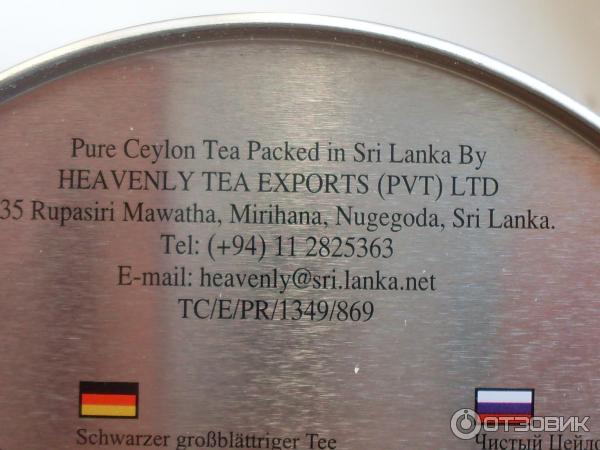 Pure Ceylon Tea Packed in Sri Lanka By
HEAVENLY TEA EXPORTS (PVT) LTD
35 Rupasiri Mawatha, Mirihana, Nugegoda, Sri Lanka.
Tel: (+94) 11 2825363
E-mail: heavenly@sri.lanka.net
TC/E/PR/1349/869
Schwarzer großblättriger Tee
Чистый Цейло
ОТЗОВИК